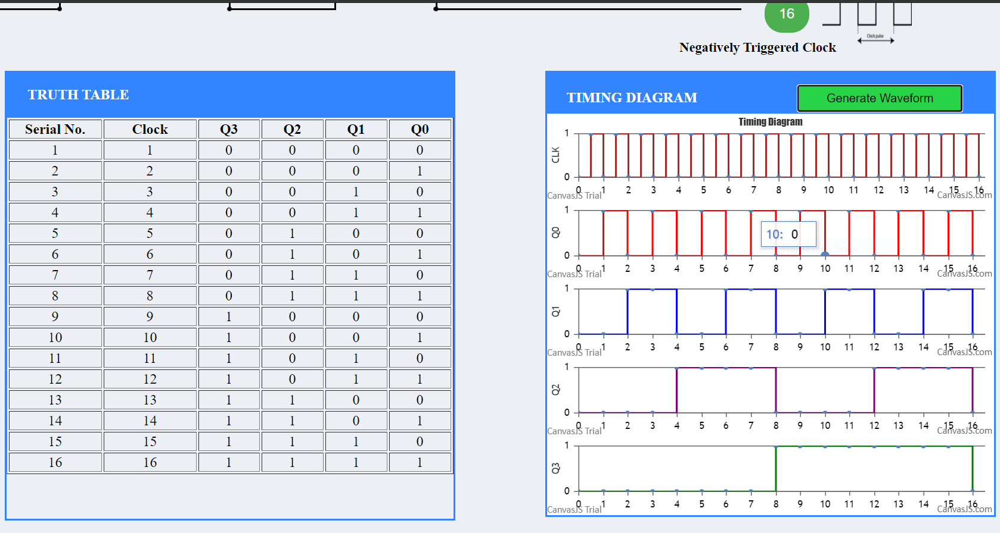 16
Clock pulse
Negatively Triggered Clock
TRUTH TABLE
Serial No. Clock Q3 Q2 Q1 Q0
1 1 0 0 0 0
2 2 0 0 0 1
3 3 0 0 1 0
4 4 0 0 1 1
5 5 0 1 0 0
6 6 0 1 0 1
7 7 0 1 1 0
8 8 0 1 1 1
9 9 1 0 0 0
10 10 1 0 0 1
11 11 1 0 1 0
12 12 1 0 1 1
13 13 1 1 0 0
14 14 1 1 0 1
15 15 1 1 1 0
16 16 1 1 1 1
TIMING DIAGRAM
Generate Waveform
Timing Diagram
1
CLK
0
0 1 2 3 4 5 6 7 8 9 10 11 12 13 14 15 16
CanvasJS Trial CanvasJS.com
1
Q0
10: 0
0
0 1 2 3 4 5 6 7 8 9 10 11 12 13 14 15 16
CanvasJS Trial CanvasJS.com
1
Q1
0
0 1 2 3 4 5 6 7 8 9 10 11 12 13 14 15 16
CanvasJS Trial CanvasJS.com
1
Q2
0
0 1 2 3 4 5 6 7 8 9 10 11 12 13 14 15 16
CanvasJS Trial CanvasJS.com
1
Q3
0
0 1 2 3 4 5 6 7 8 9 10 11 12 13 14 15 16
CanvasJS Trial CanvasJS.com